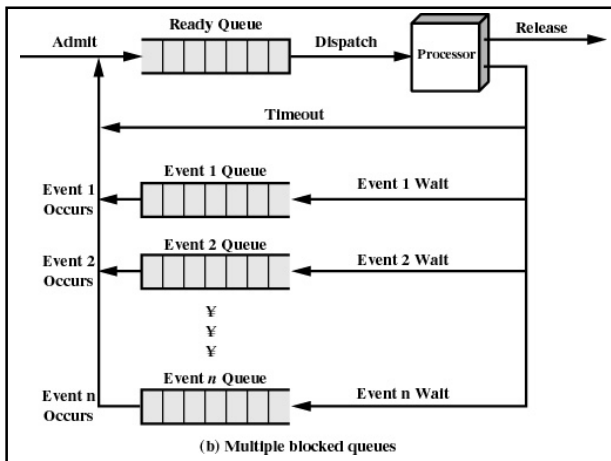 Ready Queue
Admit
Dispatch
Release
Processor
Timeout
Event 1 Queue
Event 1
Occurs
Event 1 Wait
Event 2 Queue
Event 2
Occurs
Event 2 Wait
¥
¥
¥
Event n Queue
Event n
Occurs
Event n Wait
(b) Multiple blocked queues